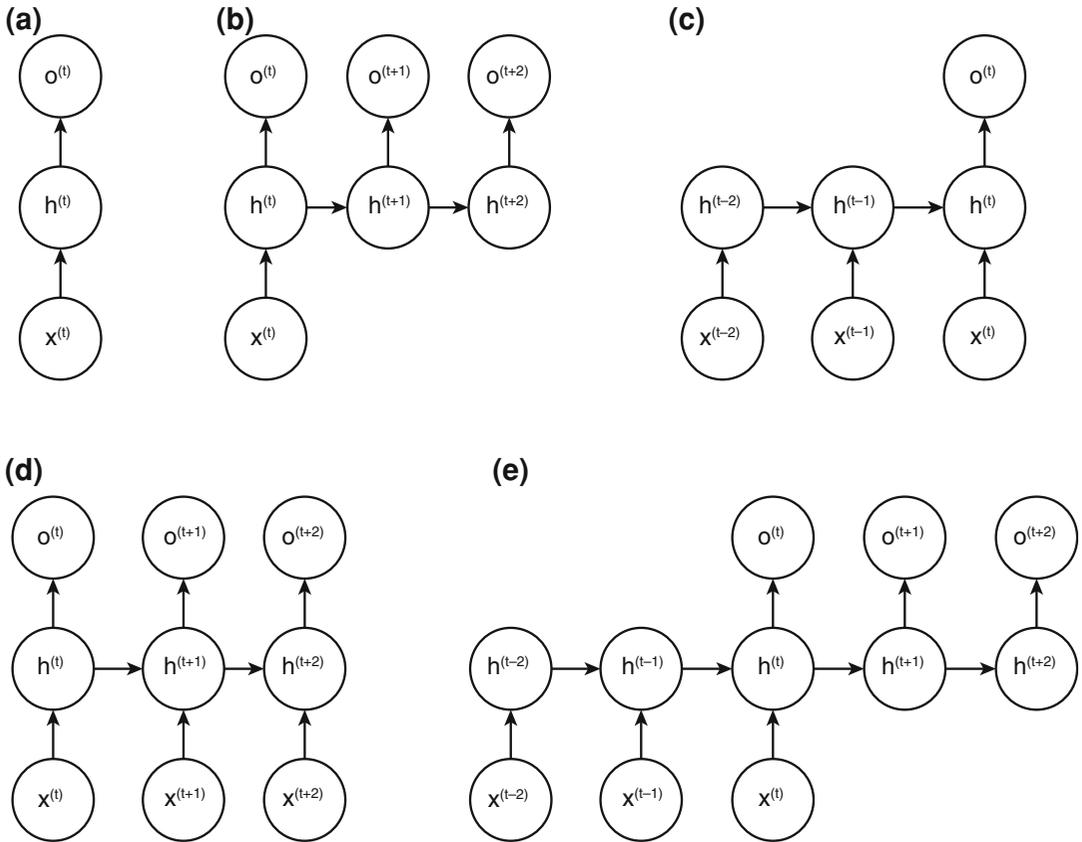 (a) (b) (c)
o(t) o(t) o(t+1) o(t+2) o(t)
h(t) h(t) h(t+1) h(t+2) h(t–2) h(t–1) h(t)
x(t) x(t) x(t–2) x(t–1) x(t)
(d) (e)
o(t) o(t+1) o(t+2) o(t) o(t+1) o(t+2)
h(t) h(t+1) h(t+2) h(t–2) h(t–1) h(t) h(t+1) h(t+2)
x(t) x(t+1) x(t+2) x(t–2) x(t–1) x(t)